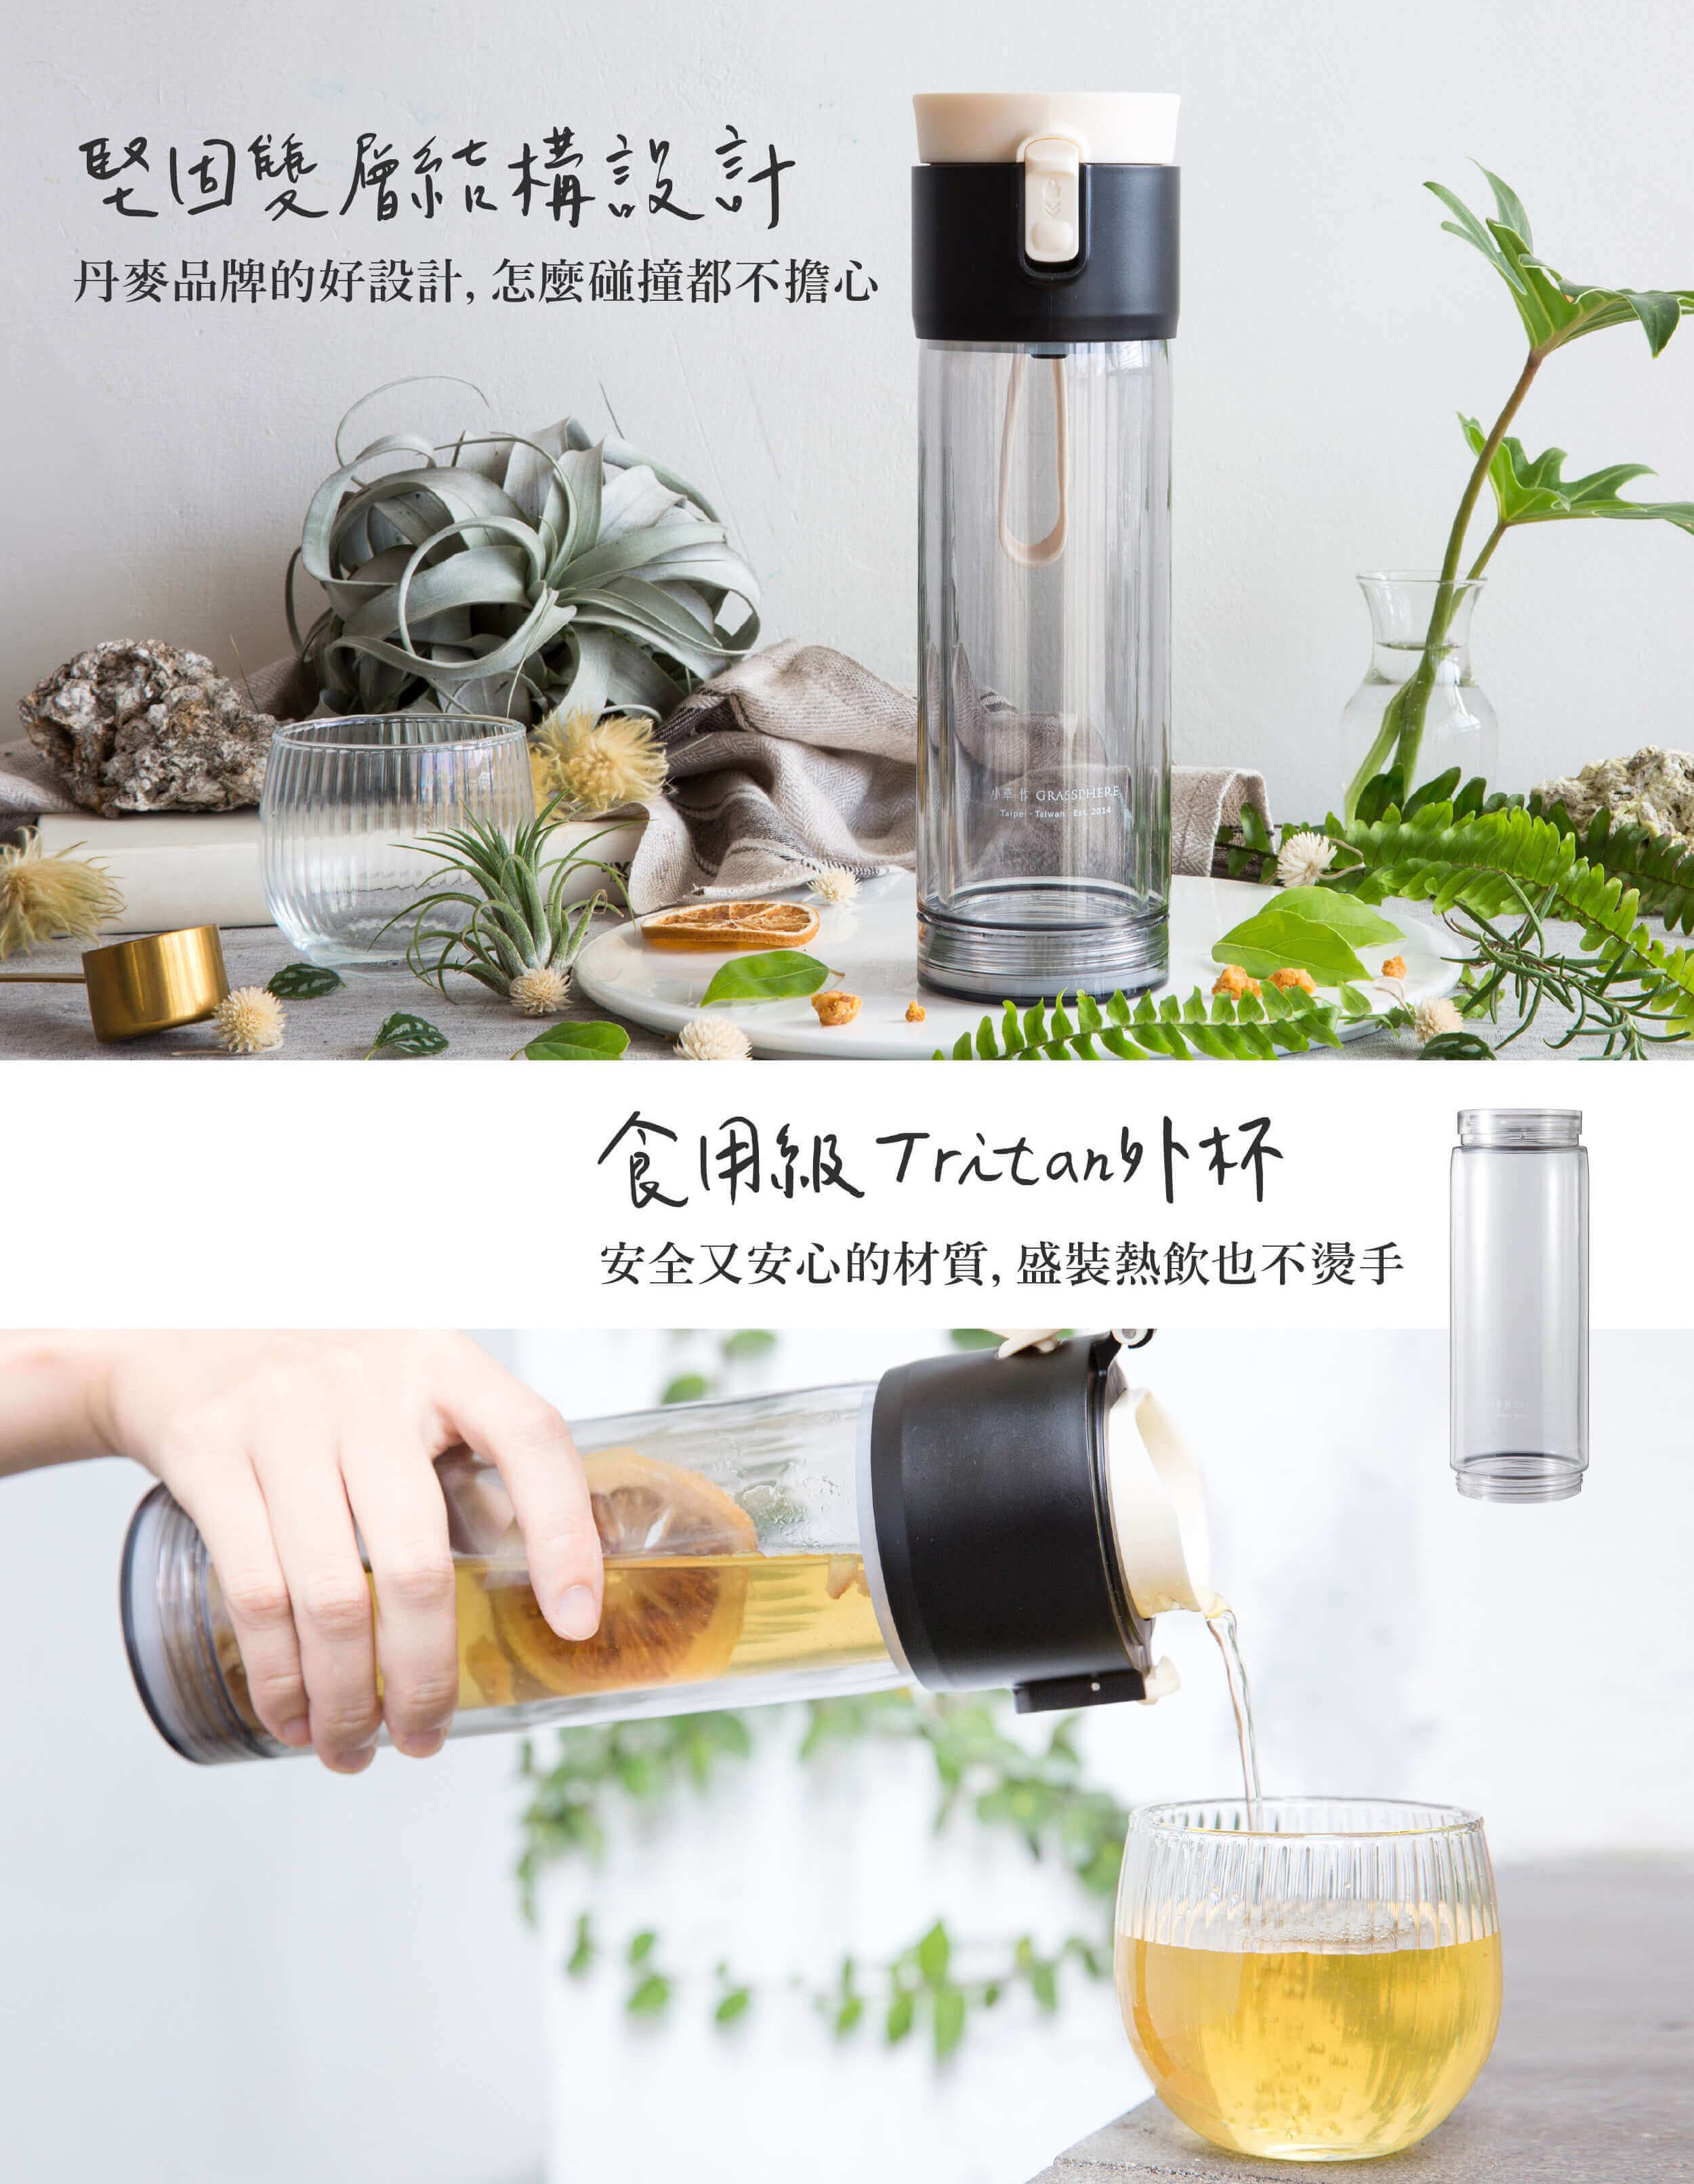 堅固雙層結構設計
丹麥品牌的好設計, 怎麼碰撞都不擔心
小草作 GRASSPHERE
Taipei · Taiwan Est. 2014
食用級Tritan外杯
安全又安心的材質, 盛裝熱飲也不燙手